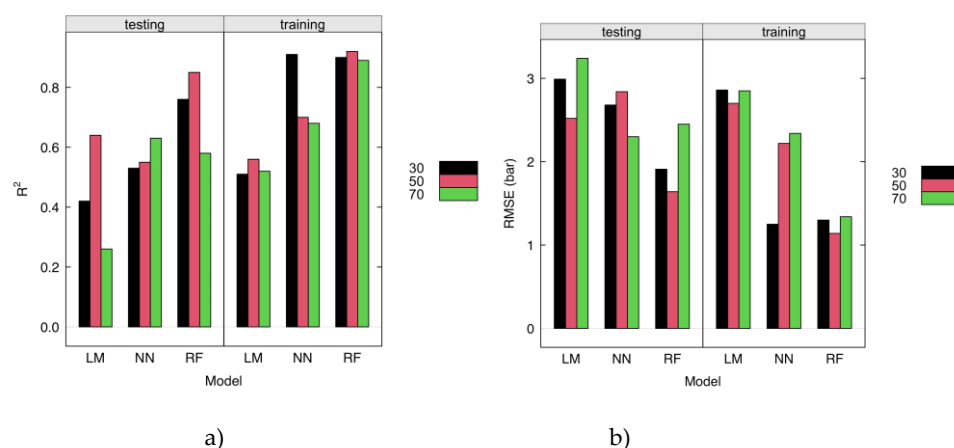 testing training
0.8
0.6
0.4
0.2
0.0
R²
LM NN RF LM NN RF
Model
30
50
70
a)
testing training
3
2
1
0
RMSE (bar)
LM NN RF LM NN RF
Model
30
50
70
b)